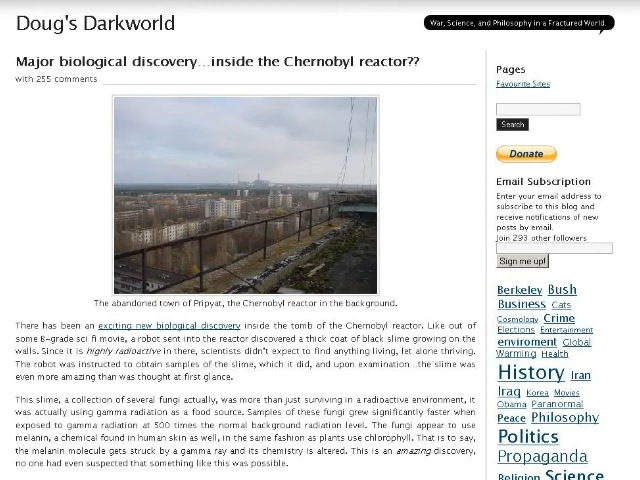 Doug's Darkworld
War, Science, and Philosophy in a Fractured World.
Major biological discovery…inside the Chernobyl reactor??
with 255 comments
The abandoned town of Pripyat, the Chernobyl reactor in the background.
There has been an exciting new biological discovery inside the tomb of the Chernobyl reactor. Like out of
some B-grade sci fi movie, a robot sent into the reactor discovered a thick coat of black slime growing on the
walls. Since it is highly radioactive in there, scientists didn't expect to find anything living, let alone thriving.
The robot was instructed to obtain samples of the slime, which it did, and upon examination…the slime was
even more amazing than was thought at first glance.
This slime, a collection of several fungi actually, was more than just surviving in a radioactive environment, it
was actually using gamma radiation as a food source. Samples of these fungi grew significantly faster when
exposed to gamma radiation at 500 times the normal background radiation level. The fungi appear to use
melanin, a chemical found in human skin as well, in the same fashion as plants use chlorophyll. That is to say,
the melanin molecule gets struck by a gamma ray and its chemistry is altered. This is an amazing discovery,
no one had even suspected that something like this was possible.
Pages
Favourite Sites
Search
Donate
Email Subscription
Enter your email address to
subscribe to this blog and
receive notifications of new
posts by email.
Join 293 other followers
Sign me up!
Berkeley Bush
Business Cats
Cosmology Crime
Elections Entertainment
enviroment Global
Warming Health
History Iran
Iraq Korea Movies
Obama Paranormal
Peace Philosophy
Politics
Propaganda
Religion Science